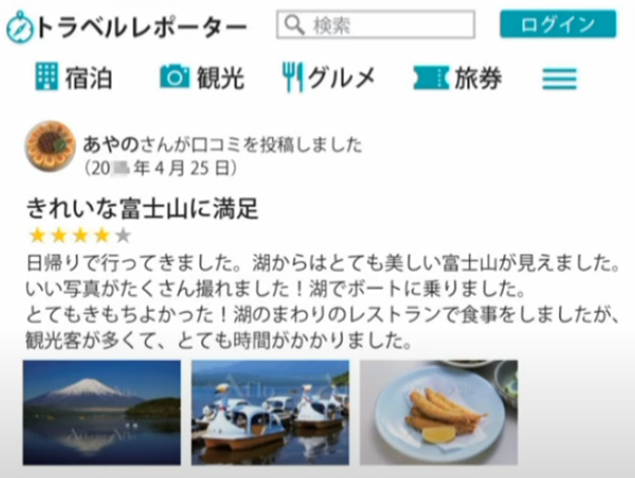 トラベルレポーター
検索
ログイン
宿泊
観光
グルメ
旅券
あやのさんが口コミを投稿しました
（20 年 4 月 25 日）
きれいな富士山に満足
★★★★★
日帰りで行ってきました。湖からはとても美しい富士山が見えました。
いい写真がたくさん撮れました！湖でボートに乗りました。
とてもきもちよかった！湖のまわりのレストランで食事をしましたが、
観光客が多くて、とても時間がかかりました。